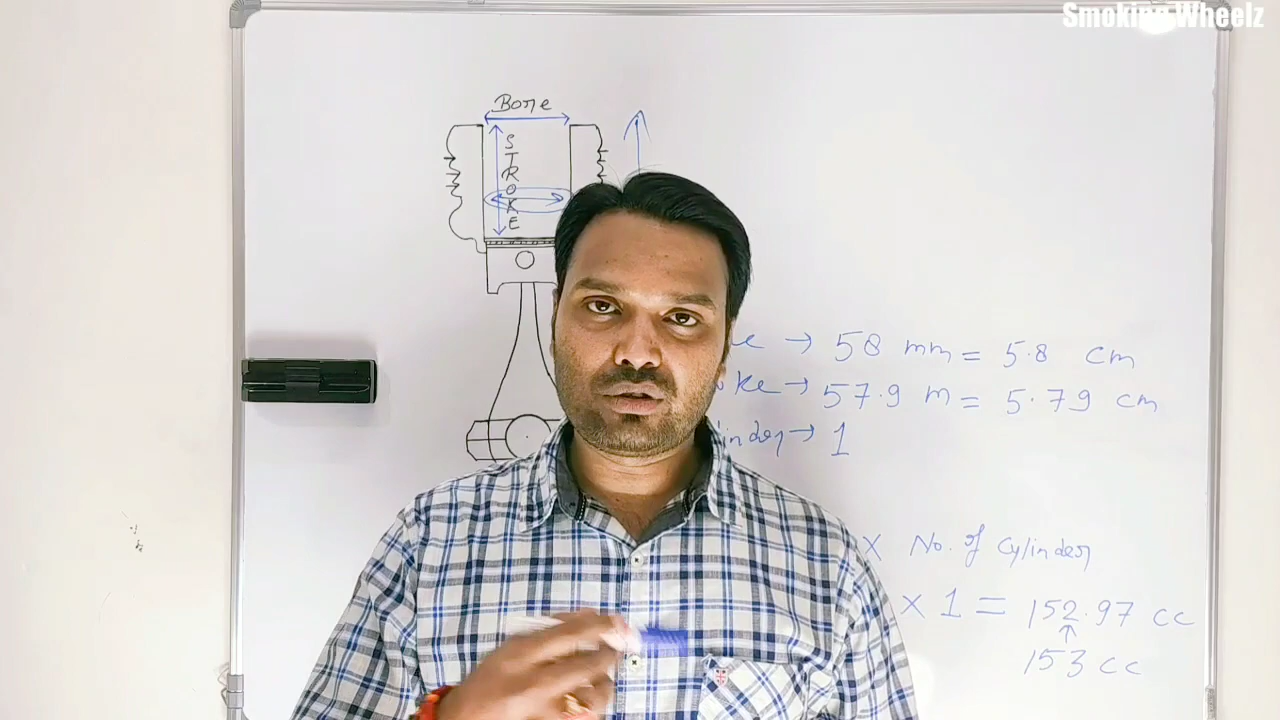 Smoking Wheelz
Bore
STROKE
→ 58 mm = 5.8 cm
→ 57.9 m = 5.79 cm
→ 1
X No. of Cylinder
X 1 = 152.97 cc
↑
153 cc